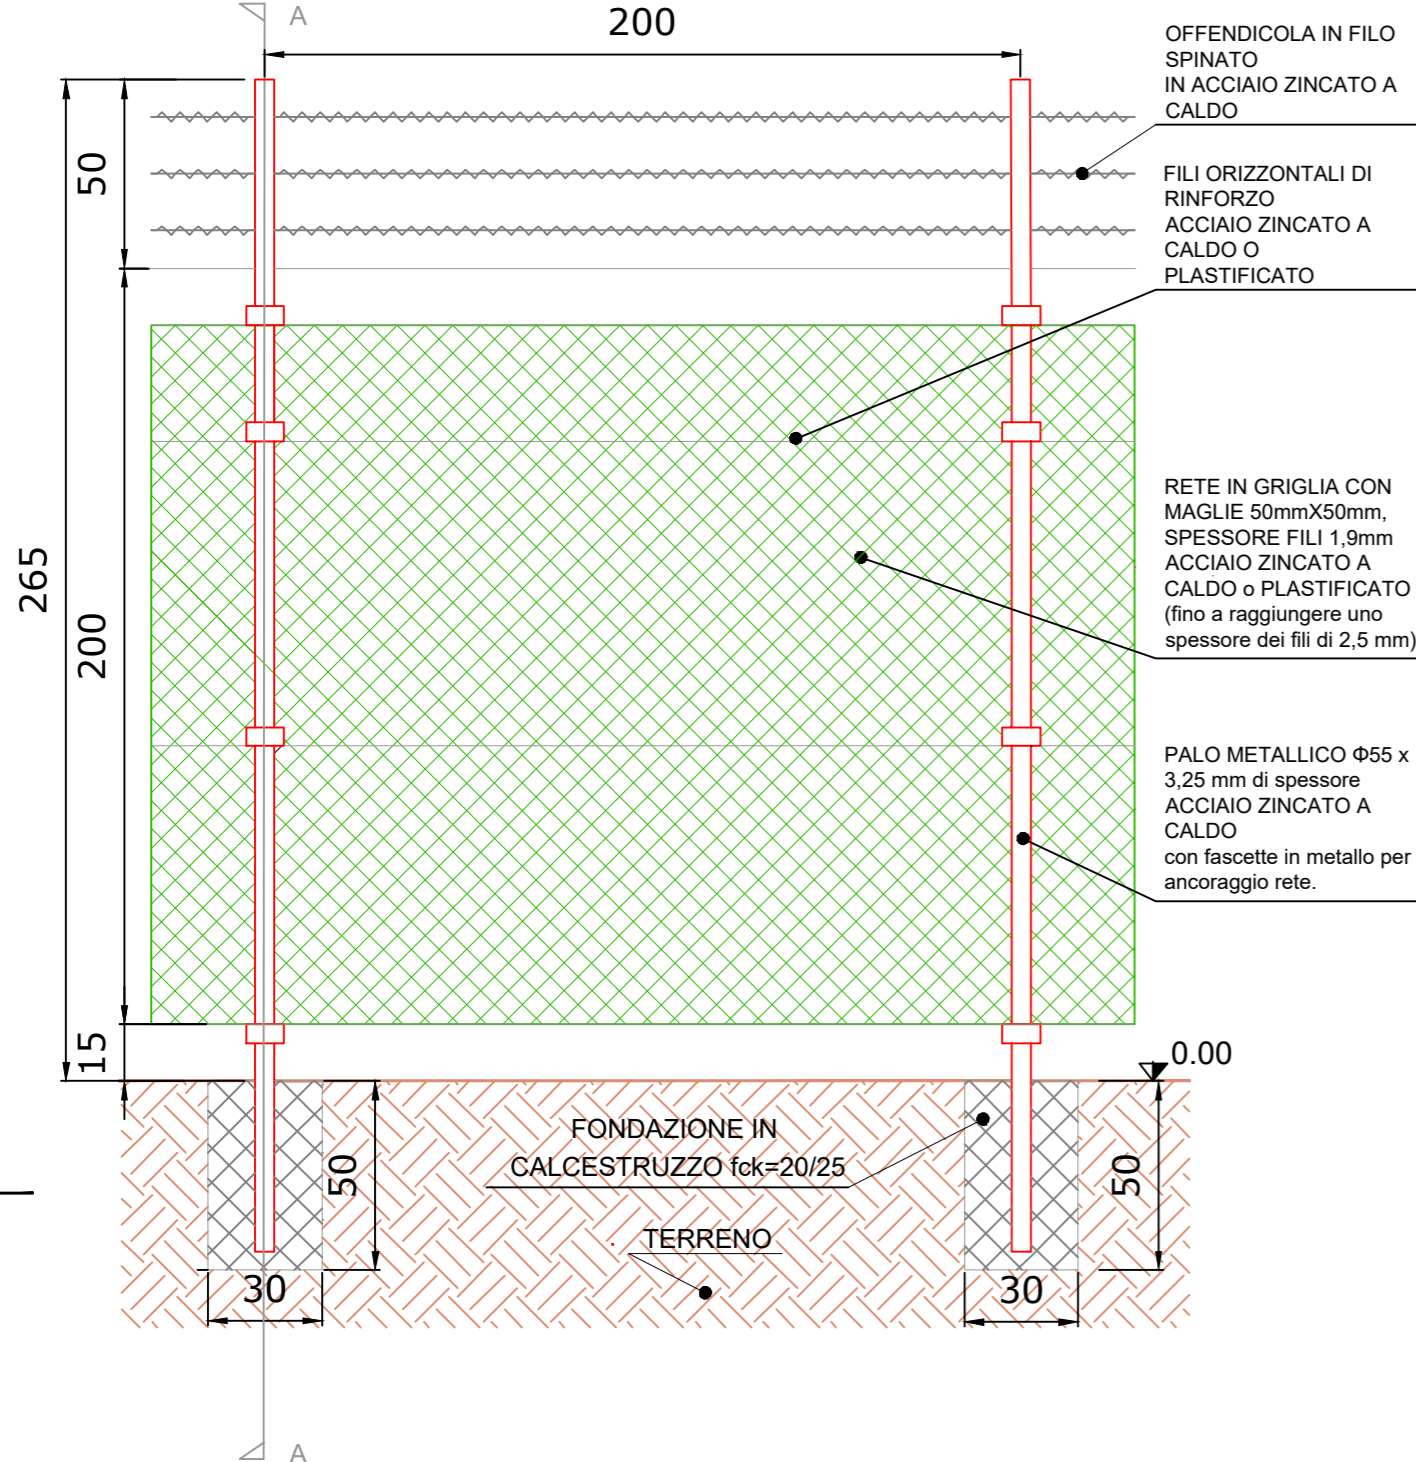 A
200
OFFENDICOLA IN FILO
SPINATO
IN ACCIAIO ZINCATO A
CALDO
50
FILI ORIZZONTALI DI
RINFORZO
ACCIAIO ZINCATO A
CALDO O
PLASTIFICATO
265
200
RETE IN GRIGLIA CON
MAGLIE 50mmX50mm,
SPESSORE FILI 1,9mm
ACCIAIO ZINCATO A
CALDO o PLASTIFICATO
(fino a raggiungere uno
spessore dei fili di 2,5 mm)
PALO METALLICO Φ55 x
3,25 mm di spessore
ACCIAIO ZINCATO A
CALDO
con fascette in metallo per
ancoraggio rete.
15
0.00
FONDAZIONE IN
CALCESTRUZZO fck=20/25
50
50
TERRENO
30
30
A